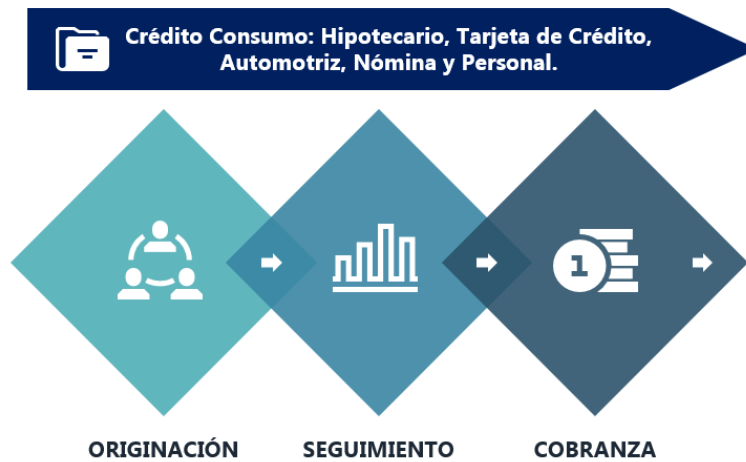 Crédito Consumo: Hipotecario, Tarjeta de Crédito,
Automotriz, Nómina y Personal.
1
ORIGINACIÓN SEGUIMIENTO COBRANZA